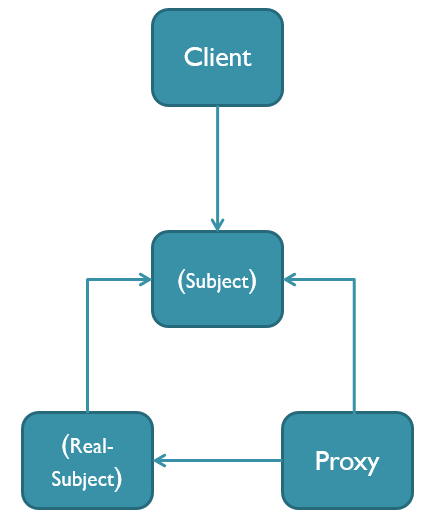 Client
(Subject)
(Real-
Subject)
Proxy